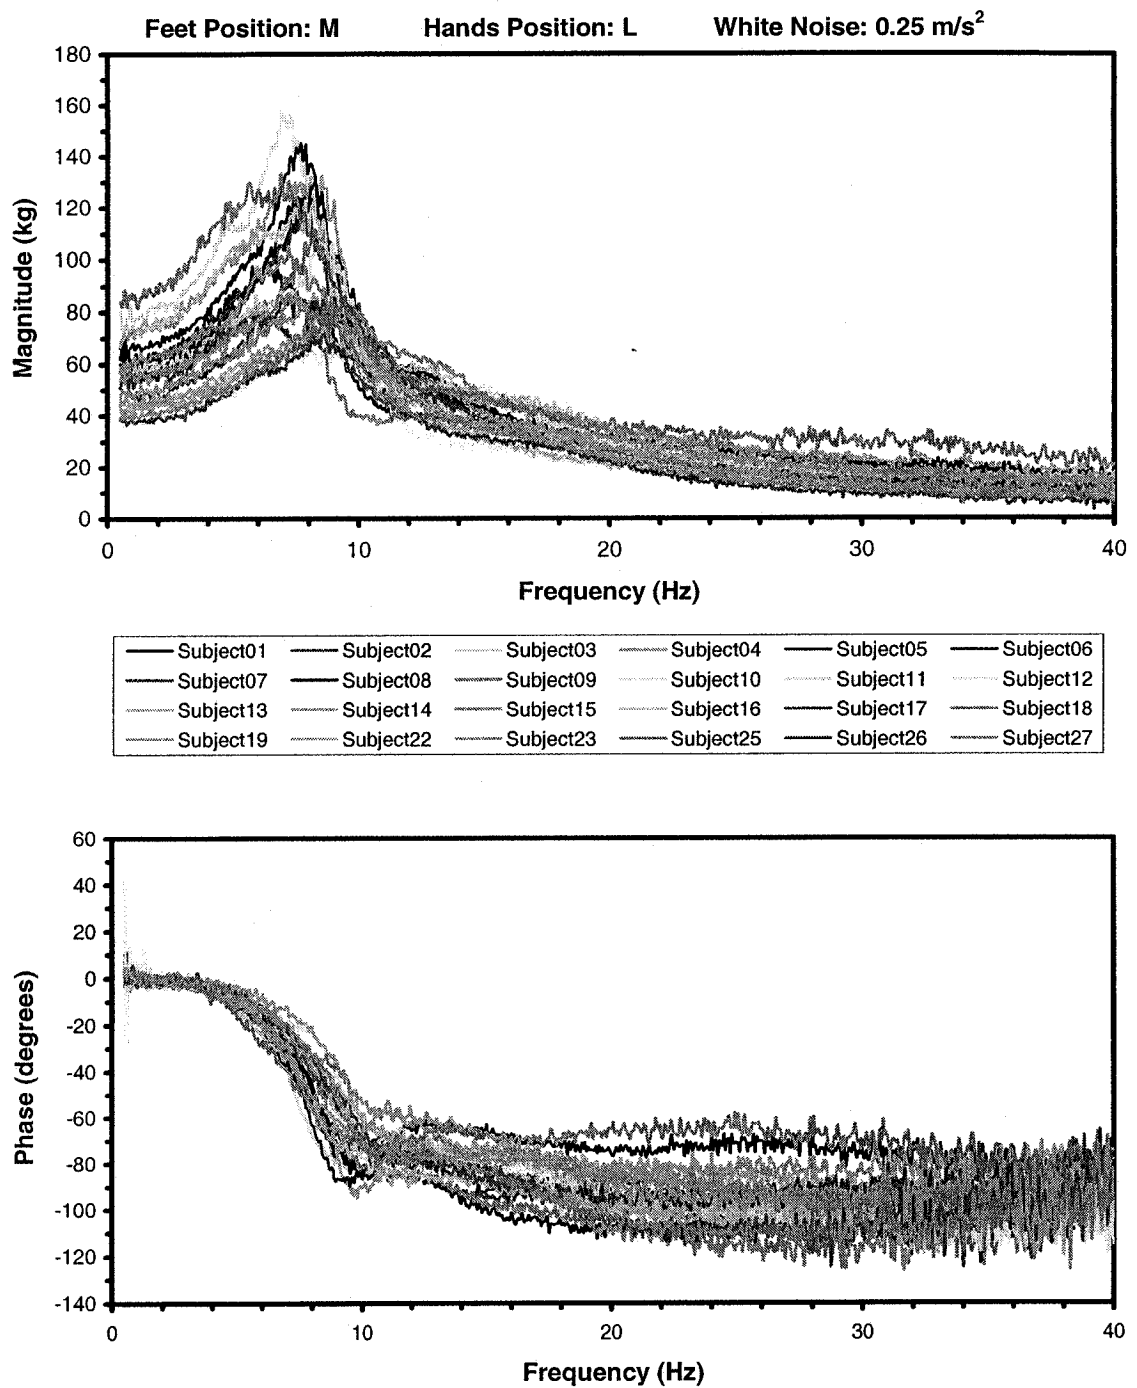 Feet Position: M Hands Position: L White Noise: 0.25 m/s²
180
160
140
120
100
80
60
40
20
0
Magnitude (kg)
0 10 20 30 40
Frequency (Hz)
Subject01 Subject02 Subject03 Subject04 Subject05 Subject06
Subject07 Subject08 Subject09 Subject10 Subject11 Subject12
Subject13 Subject14 Subject15 Subject16 Subject17 Subject18
Subject19 Subject22 Subject23 Subject25 Subject26 Subject27
60
40
20
0
-20
-40
-60
-80
-100
-120
-140
Phase (degrees)
0 10 20 30 40
Frequency (Hz)